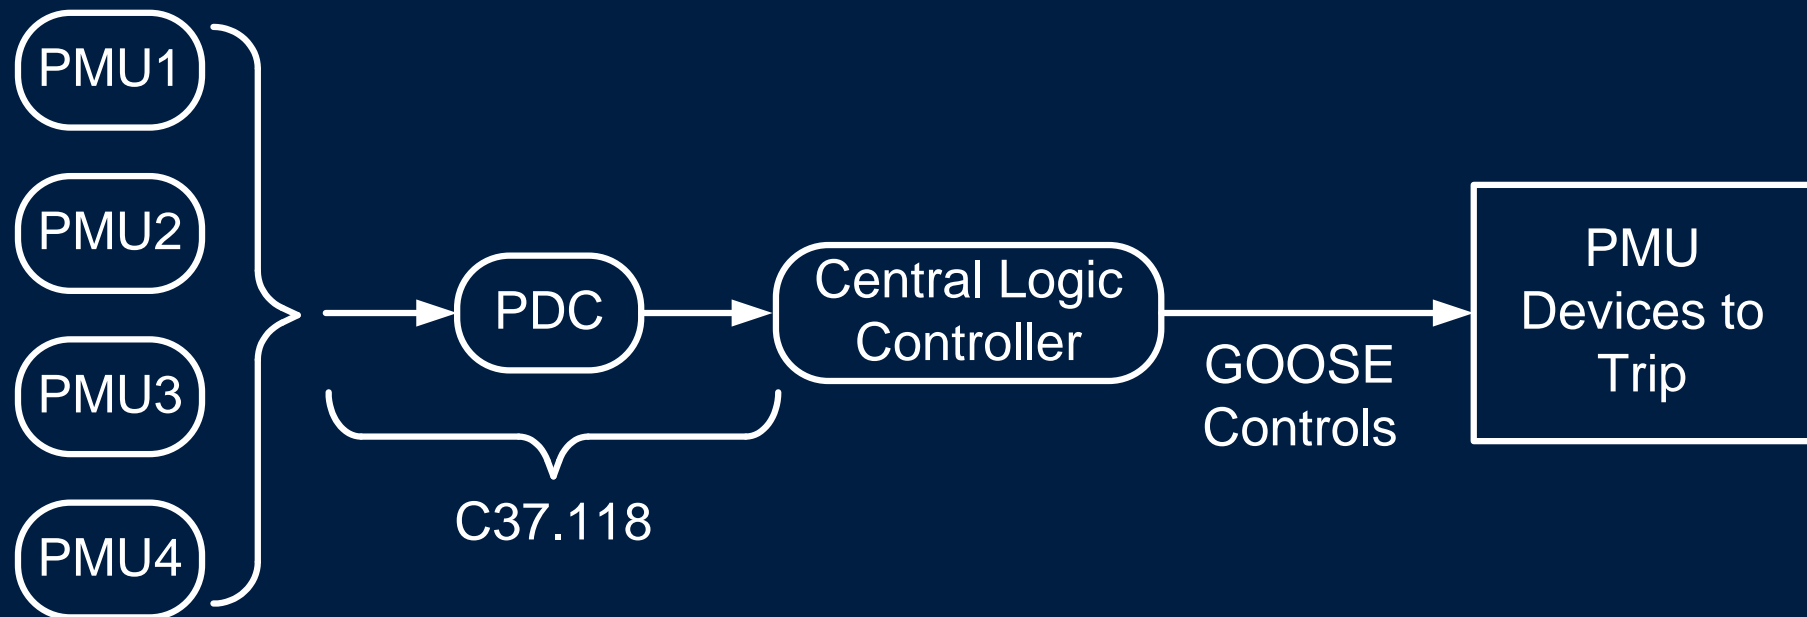 PMU1
PMU2
PMU3
PMU4
PDC
C37.118
Central Logic
Controller
GOOSE
Controls
PMU
Devices to
Trip